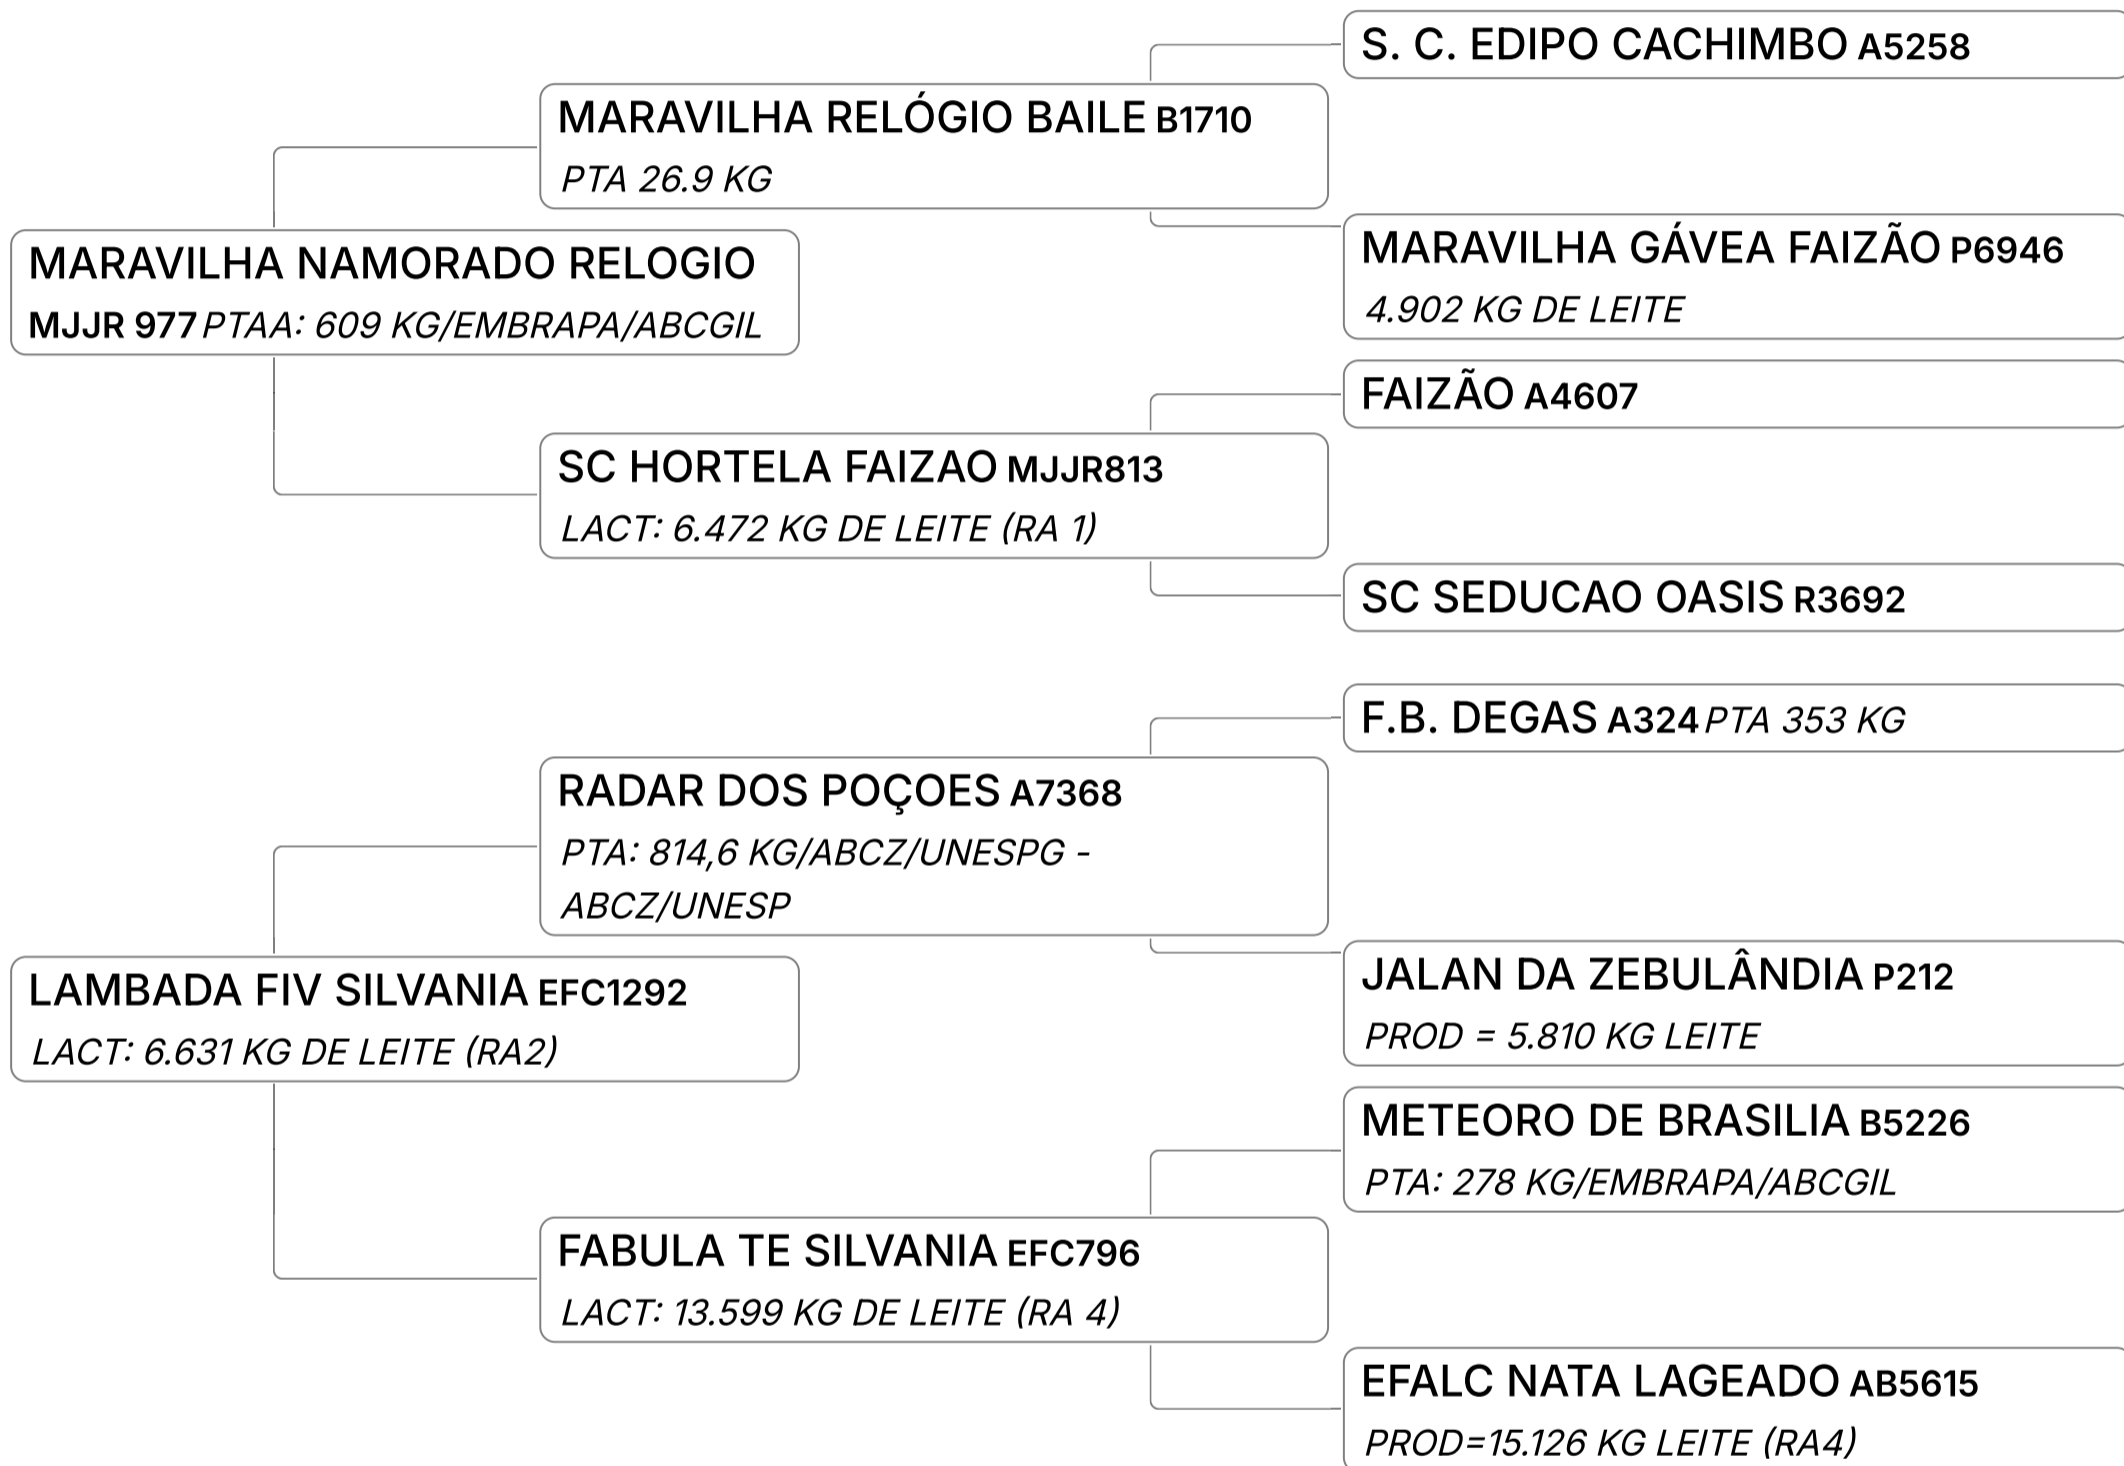 S. C. EDIPO CACHIMBO A5258
MARAVILHA RELÓGIO BAILE B1710
PTA 26.9 KG
MARAVILHA GÁVEA FAIZÃO P6946
4.902 KG DE LEITE
MARAVILHA NAMORADO RELOGIO
MJJR 977 PTAA: 609 KG/EMBRAPA/ABCGIL
FAIZÃO A4607
SC HORTELA FAIZAO MJJR813
LACT: 6.472 KG DE LEITE (RA 1)
SC SEDUCAO OASIS R3692
F.B. DEGAS A324 PTA 353 KG
RADAR DOS POÇOES A7368
PTA: 814,6 KG/ABCZ/UNESPG -
ABCZ/UNESP
JALAN DA ZEBULÂNDIA P212
PROD = 5.810 KG LEITE
LAMBADA FIV SILVANIA EFC1292
LACT: 6.631 KG DE LEITE (RA2)
METEORO DE BRASILIA B5226
PTA: 278 KG/EMBRAPA/ABCGIL
FABULA TE SILVANIA EFC796
LACT: 13.599 KG DE LEITE (RA 4)
EFALC NATA LAGEADO AB5615
PROD=15.126 KG LEITE (RA4)